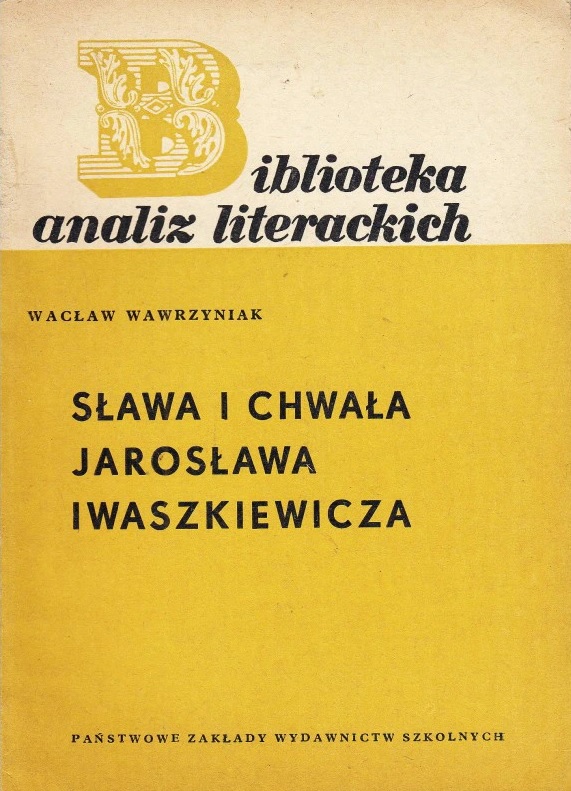 Biblioteka
analiz literackich
WACŁAW WAWRZYNIAK
SŁAWA I CHWAŁA
JAROSŁAWA
IWASZKIEWICZA
PAŃSTWOWE ZAKŁADY WYDAWNICTW SZKOLNYCH